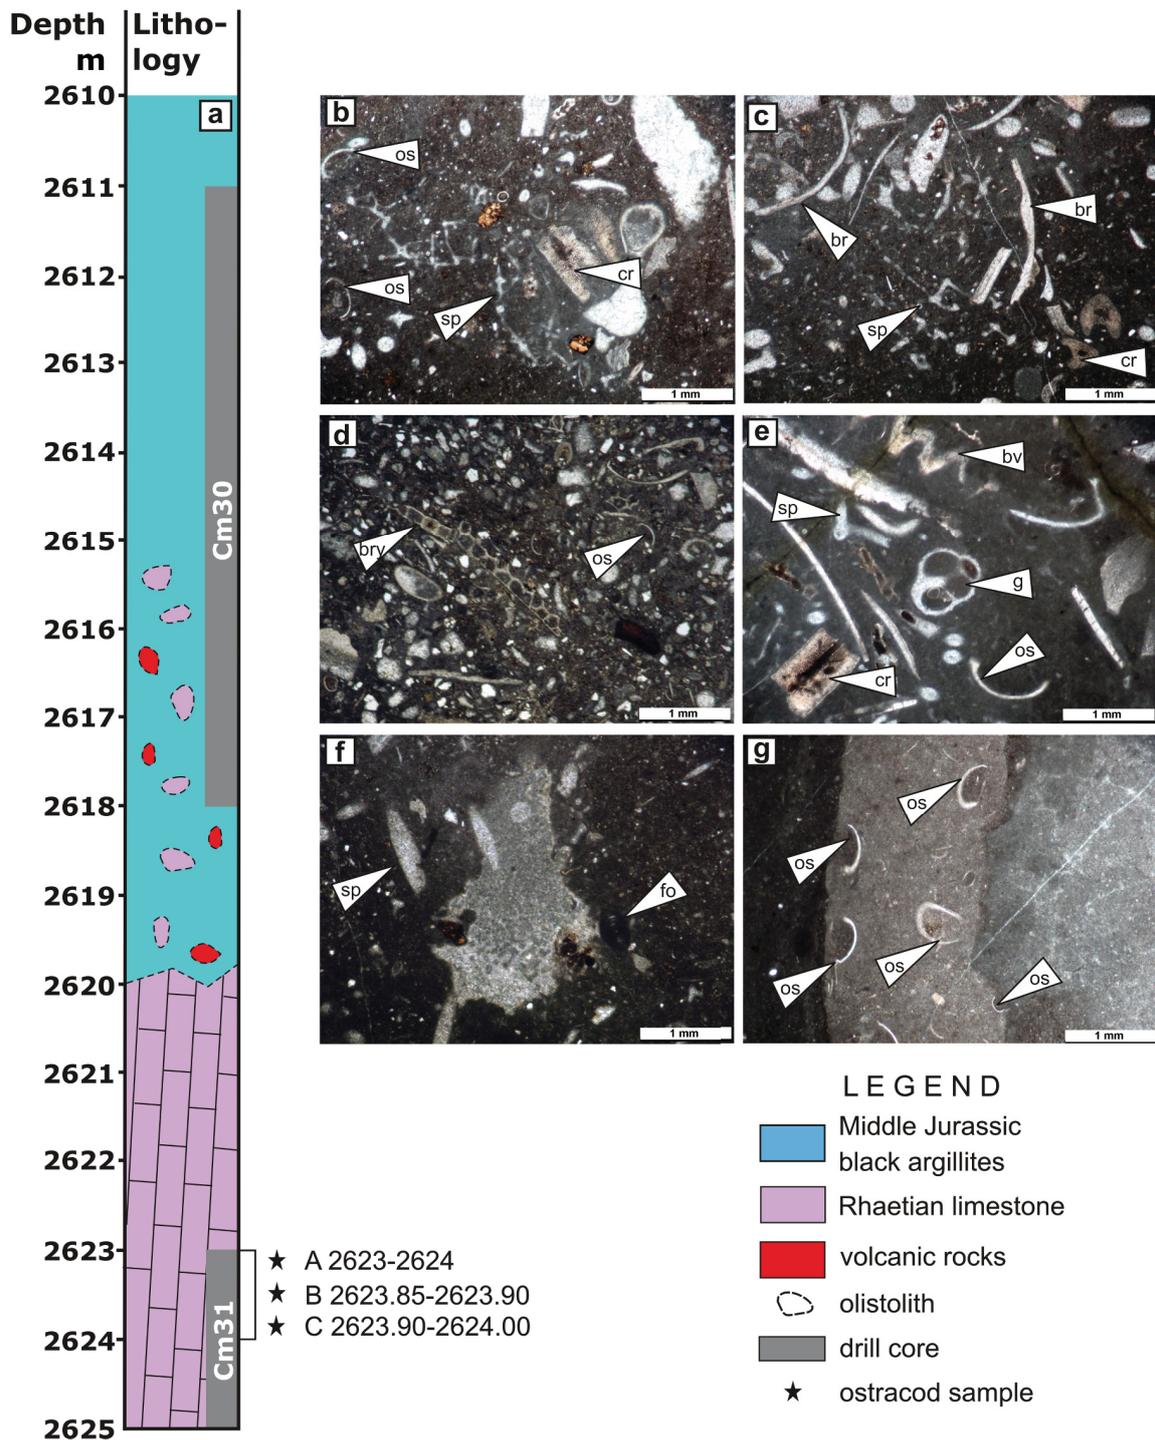 Depth
m
Litho-
logy
a
2610
2611
2612
2613
2614
2615
2616
2617
2618
2619
2620
2621
2622
2623
2624
2625
Cm30
Cm31
A 2623-2624
B 2623.85-2623.90
C 2623.90-2624.00
b
os
os
sp
cr
1 mm
c
br
br
sp
cr
1 mm
d
bry
os
1 mm
e
bv
sp
g
os
cr
1 mm
f
sp
fo
1 mm
g
os
os
os
os
os
1 mm
LEGEND
Middle Jurassic
black argillites
Rhaetian limestone
volcanic rocks
olistolith
drill core
ostracod sample